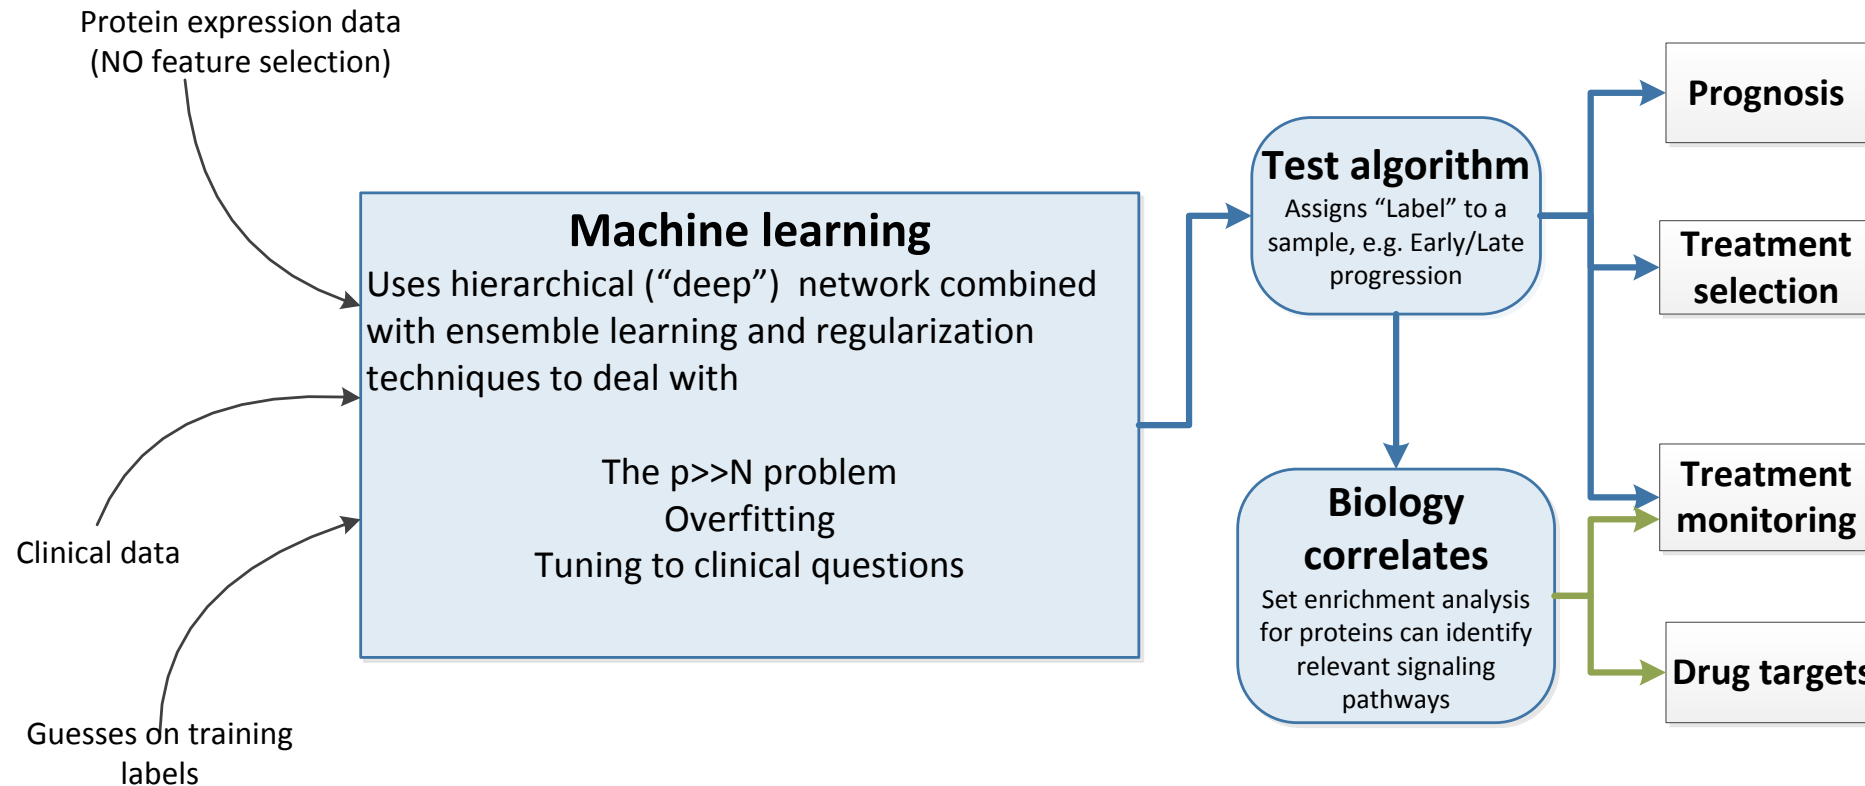 Protein expression data
(NO feature selection)
Clinical data
Guesses on training
labels
Machine learning
Uses hierarchical (“deep”) network combined
with ensemble learning and regularization
techniques to deal with
The p>>N problem
Overfitting
Tuning to clinical questions
Test algorithm
Assigns “Label” to a
sample, e.g. Early/Late
progression
Biology
correlates
Set enrichment analysis
for proteins can identify
relevant signaling
pathways
Prognosis
Treatment
selection
Treatment
monitoring
Drug targets